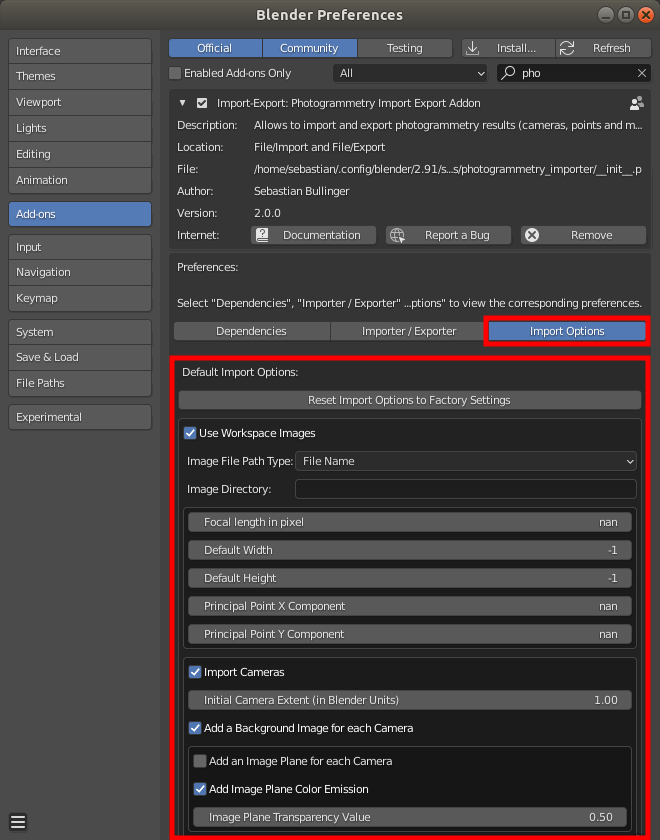 Blender Preferences
Interface
Themes
Viewport
Lights
Editing
Animation
Add-ons
Input
Navigation
Keymap
System
Save & Load
File Paths
Experimental
Official Community Testing Install... Refresh
Enabled Add-ons Only All pho
Import-Export: Photogrammetry Import Export Addon
Description: Allows to import and export photogrammetry results (cameras, points and m...
Location: File/Import and File/Export
File: /home/sebastian/.config/blender/2.91/s...s/photogrammetry_importer/__init__.p
Author: Sebastian Bullinger
Version: 2.0.0
Internet: Documentation Report a Bug Remove
Preferences:
Select "Dependencies", "Importer / Exporter" ...ptions" to view the corresponding preferences.
Dependencies Importer / Exporter Import Options
Default Import Options:
Reset Import Options to Factory Settings
Use Workspace Images
Image File Path Type: File Name
Image Directory:
Focal length in pixel nan
Default Width -1
Default Height -1
Principal Point X Component nan
Principal Point Y Component nan
Import Cameras
Initial Camera Extent (in Blender Units) 1.00
Add a Background Image for each Camera
Add an Image Plane for each Camera
Add Image Plane Color Emission
Image Plane Transparency Value 0.50